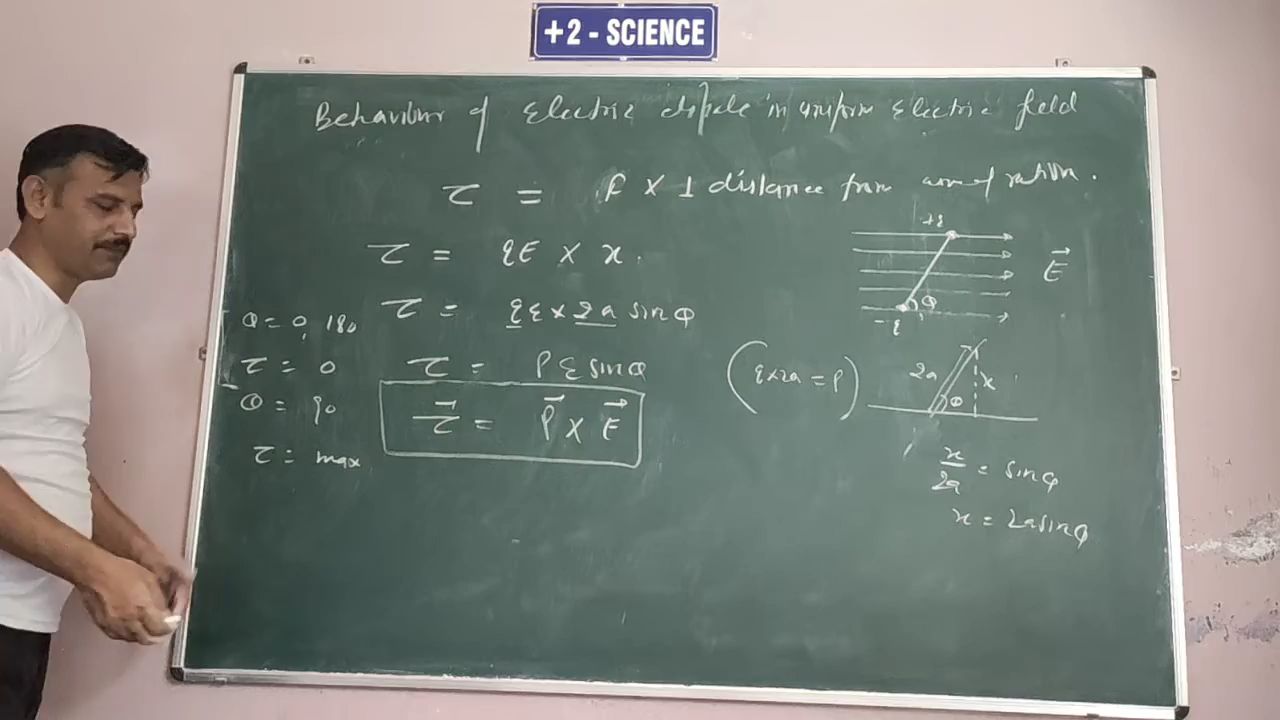 +2 - SCIENCE
Behaviour of Electric dipole in uniform Electric field
τ = F × ⊥ distance from axis of rotation.
τ = qE × x.
τ = qE × 2a sinθ
τ = PE sinθ
τ⃗ = P⃗ × E⃗
θ = 0, 180
τ = 0
θ = 90
τ = max
(q×2a = P)
+q
E⃗
θ
-q
2a
x
θ
x/2a = sinθ
x = 2a sinθ